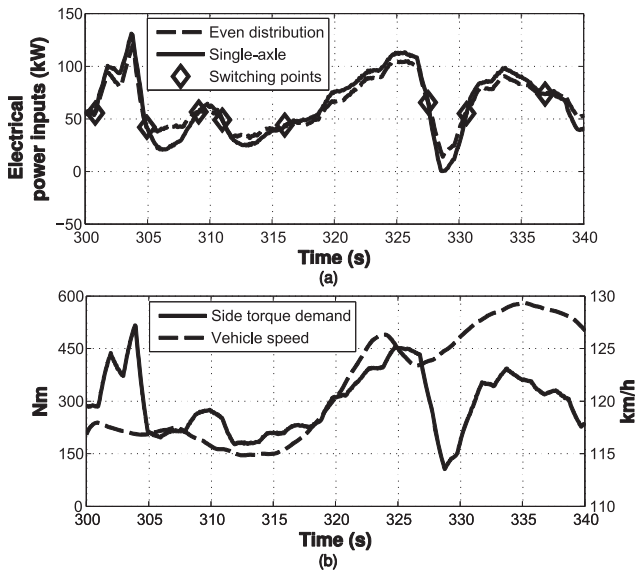 Electrical
power inputs (kW)
150
100
50
0
−50
Even distribution
Single-axle
Switching points
300 305 310 315 320 325 330 335 340
Time (s)
(a)
Nm
600
450
300
150
0
Side torque demand
Vehicle speed
130
125
120
115
110
km/h
300 305 310 315 320 325 330 335 340
Time (s)
(b)